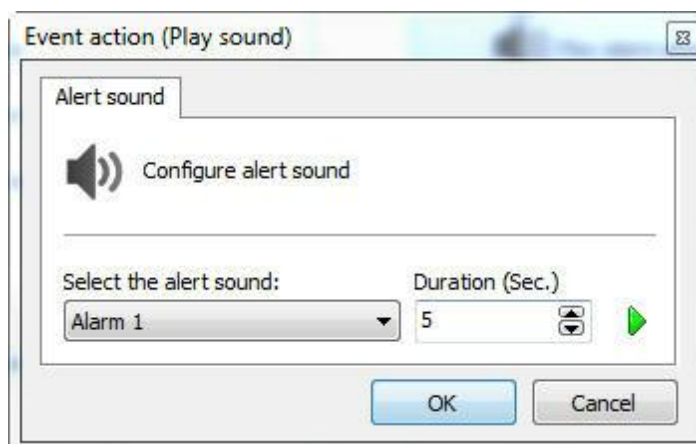 Event action (Play sound)
Alert sound
Configure alert sound
Select the alert sound:
Duration (Sec.)
Alarm 1
5
OK
Cancel